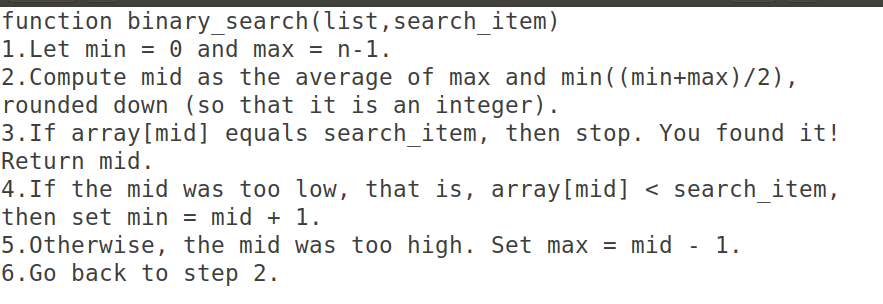 function binary_search(list,search_item)
1.Let min = 0 and max = n-1.
2.Compute mid as the average of max and min((min+max)/2),
rounded down (so that it is an integer).
3.If array[mid] equals search_item, then stop. You found it!
Return mid.
4.If the mid was too low, that is, array[mid] < search_item,
then set min = mid + 1.
5.Otherwise, the mid was too high. Set max = mid - 1.
6.Go back to step 2.